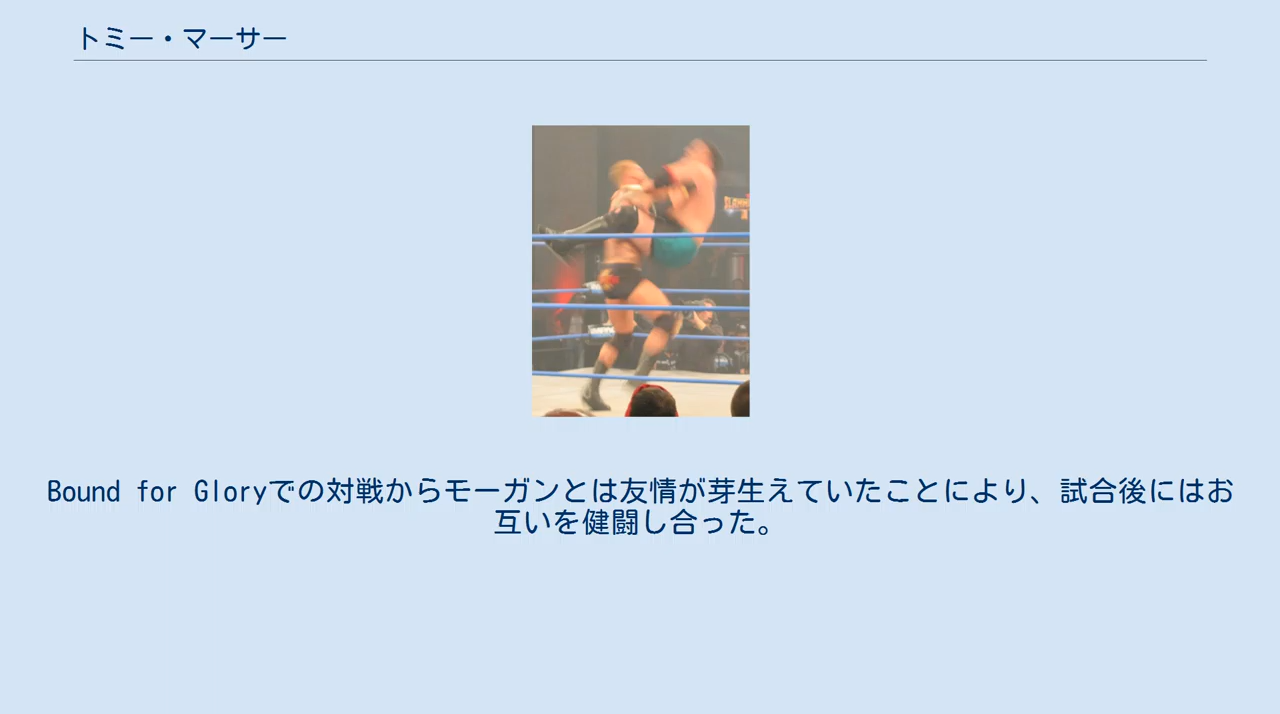 トミー・マーサー
Bound for Gloryでの対戦からモーガンとは友情が芽生えていたことにより、試合後にはお
互いを健闘し合った。